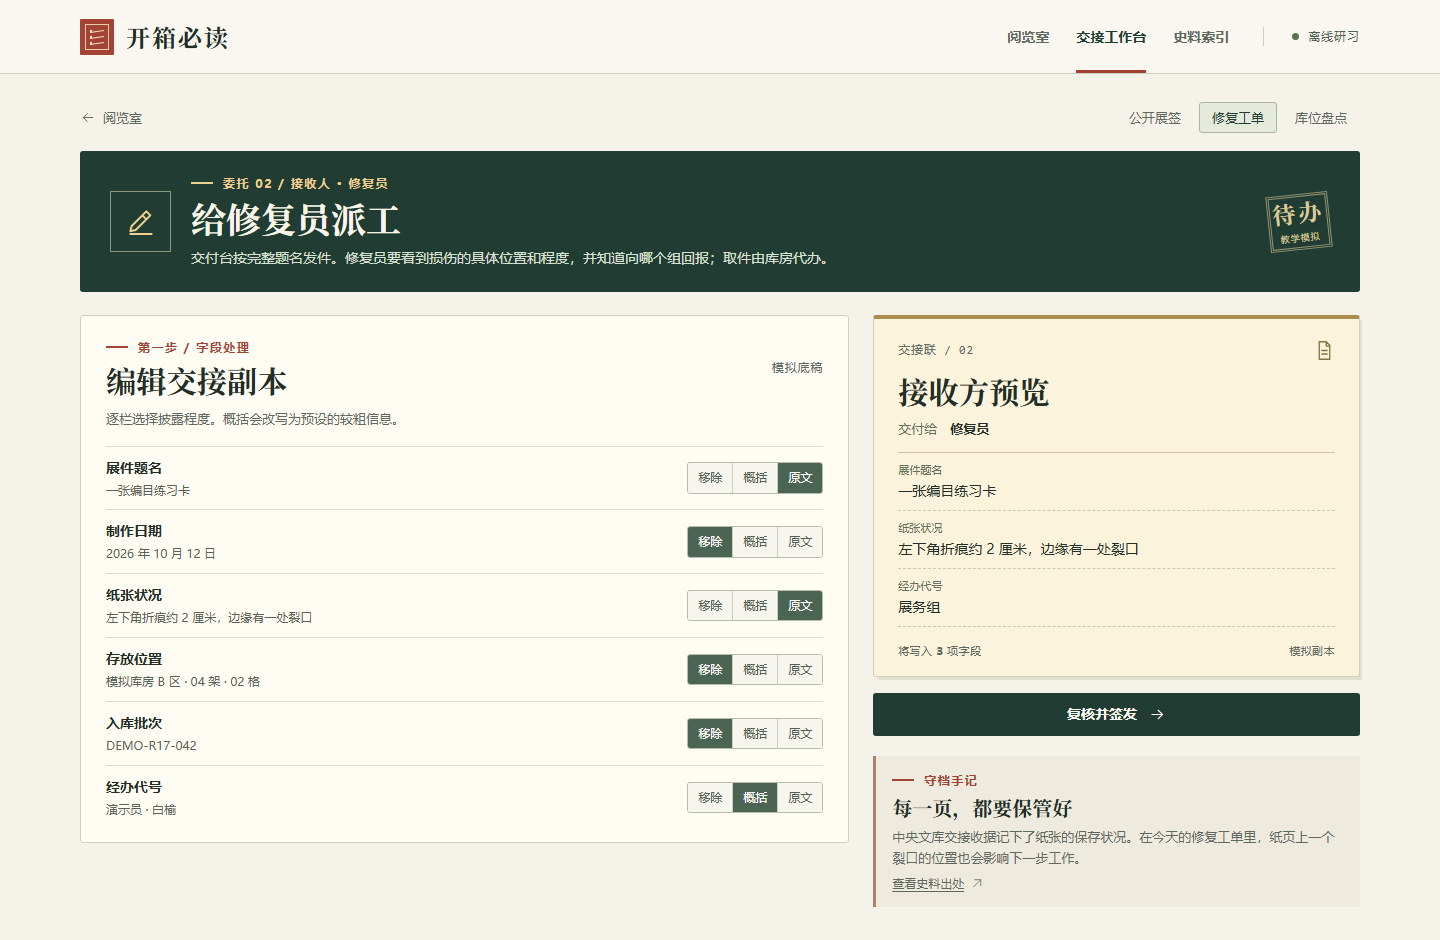 开箱必读
阅览室 交接工作台 史料索引 离线研习
← 阅览室
公开展签 修复工单 库位盘点
委托 02 / 接收人 · 修复员
给修复员派工
交付台按完整题名发件。修复员要看到损伤的具体位置和程度，并知道向哪个组回报；取件由库房代办。
待办
教学模拟
第一步 / 字段处理
编辑交接副本
模拟底稿
逐栏选择披露程度。概括会改写为预设的较粗信息。
展件题名
一张编目练习卡
移除 概括 原文
制作日期
2026 年 10 月 12 日
移除 概括 原文
纸张状况
左下角折痕约 2 厘米，边缘有一处裂口
移除 概括 原文
存放位置
模拟库房 B 区 · 04 架 · 02 格
移除 概括 原文
入库批次
DEMO-R17-042
移除 概括 原文
经办代号
演示员 · 白榆
移除 概括 原文
交接联 / 02
接收方预览
交付给 修复员
展件题名
一张编目练习卡
纸张状况
左下角折痕约 2 厘米，边缘有一处裂口
经办代号
展务组
将写入 3 项字段 模拟副本
复核并签发 →
守档手记
每一页，都要保管好
中央文库交接收据记下了纸张的保存状况。在今天的修复工单里，纸页上一个
裂口的位置也会影响下一步工作。
查看史料出处 ↗